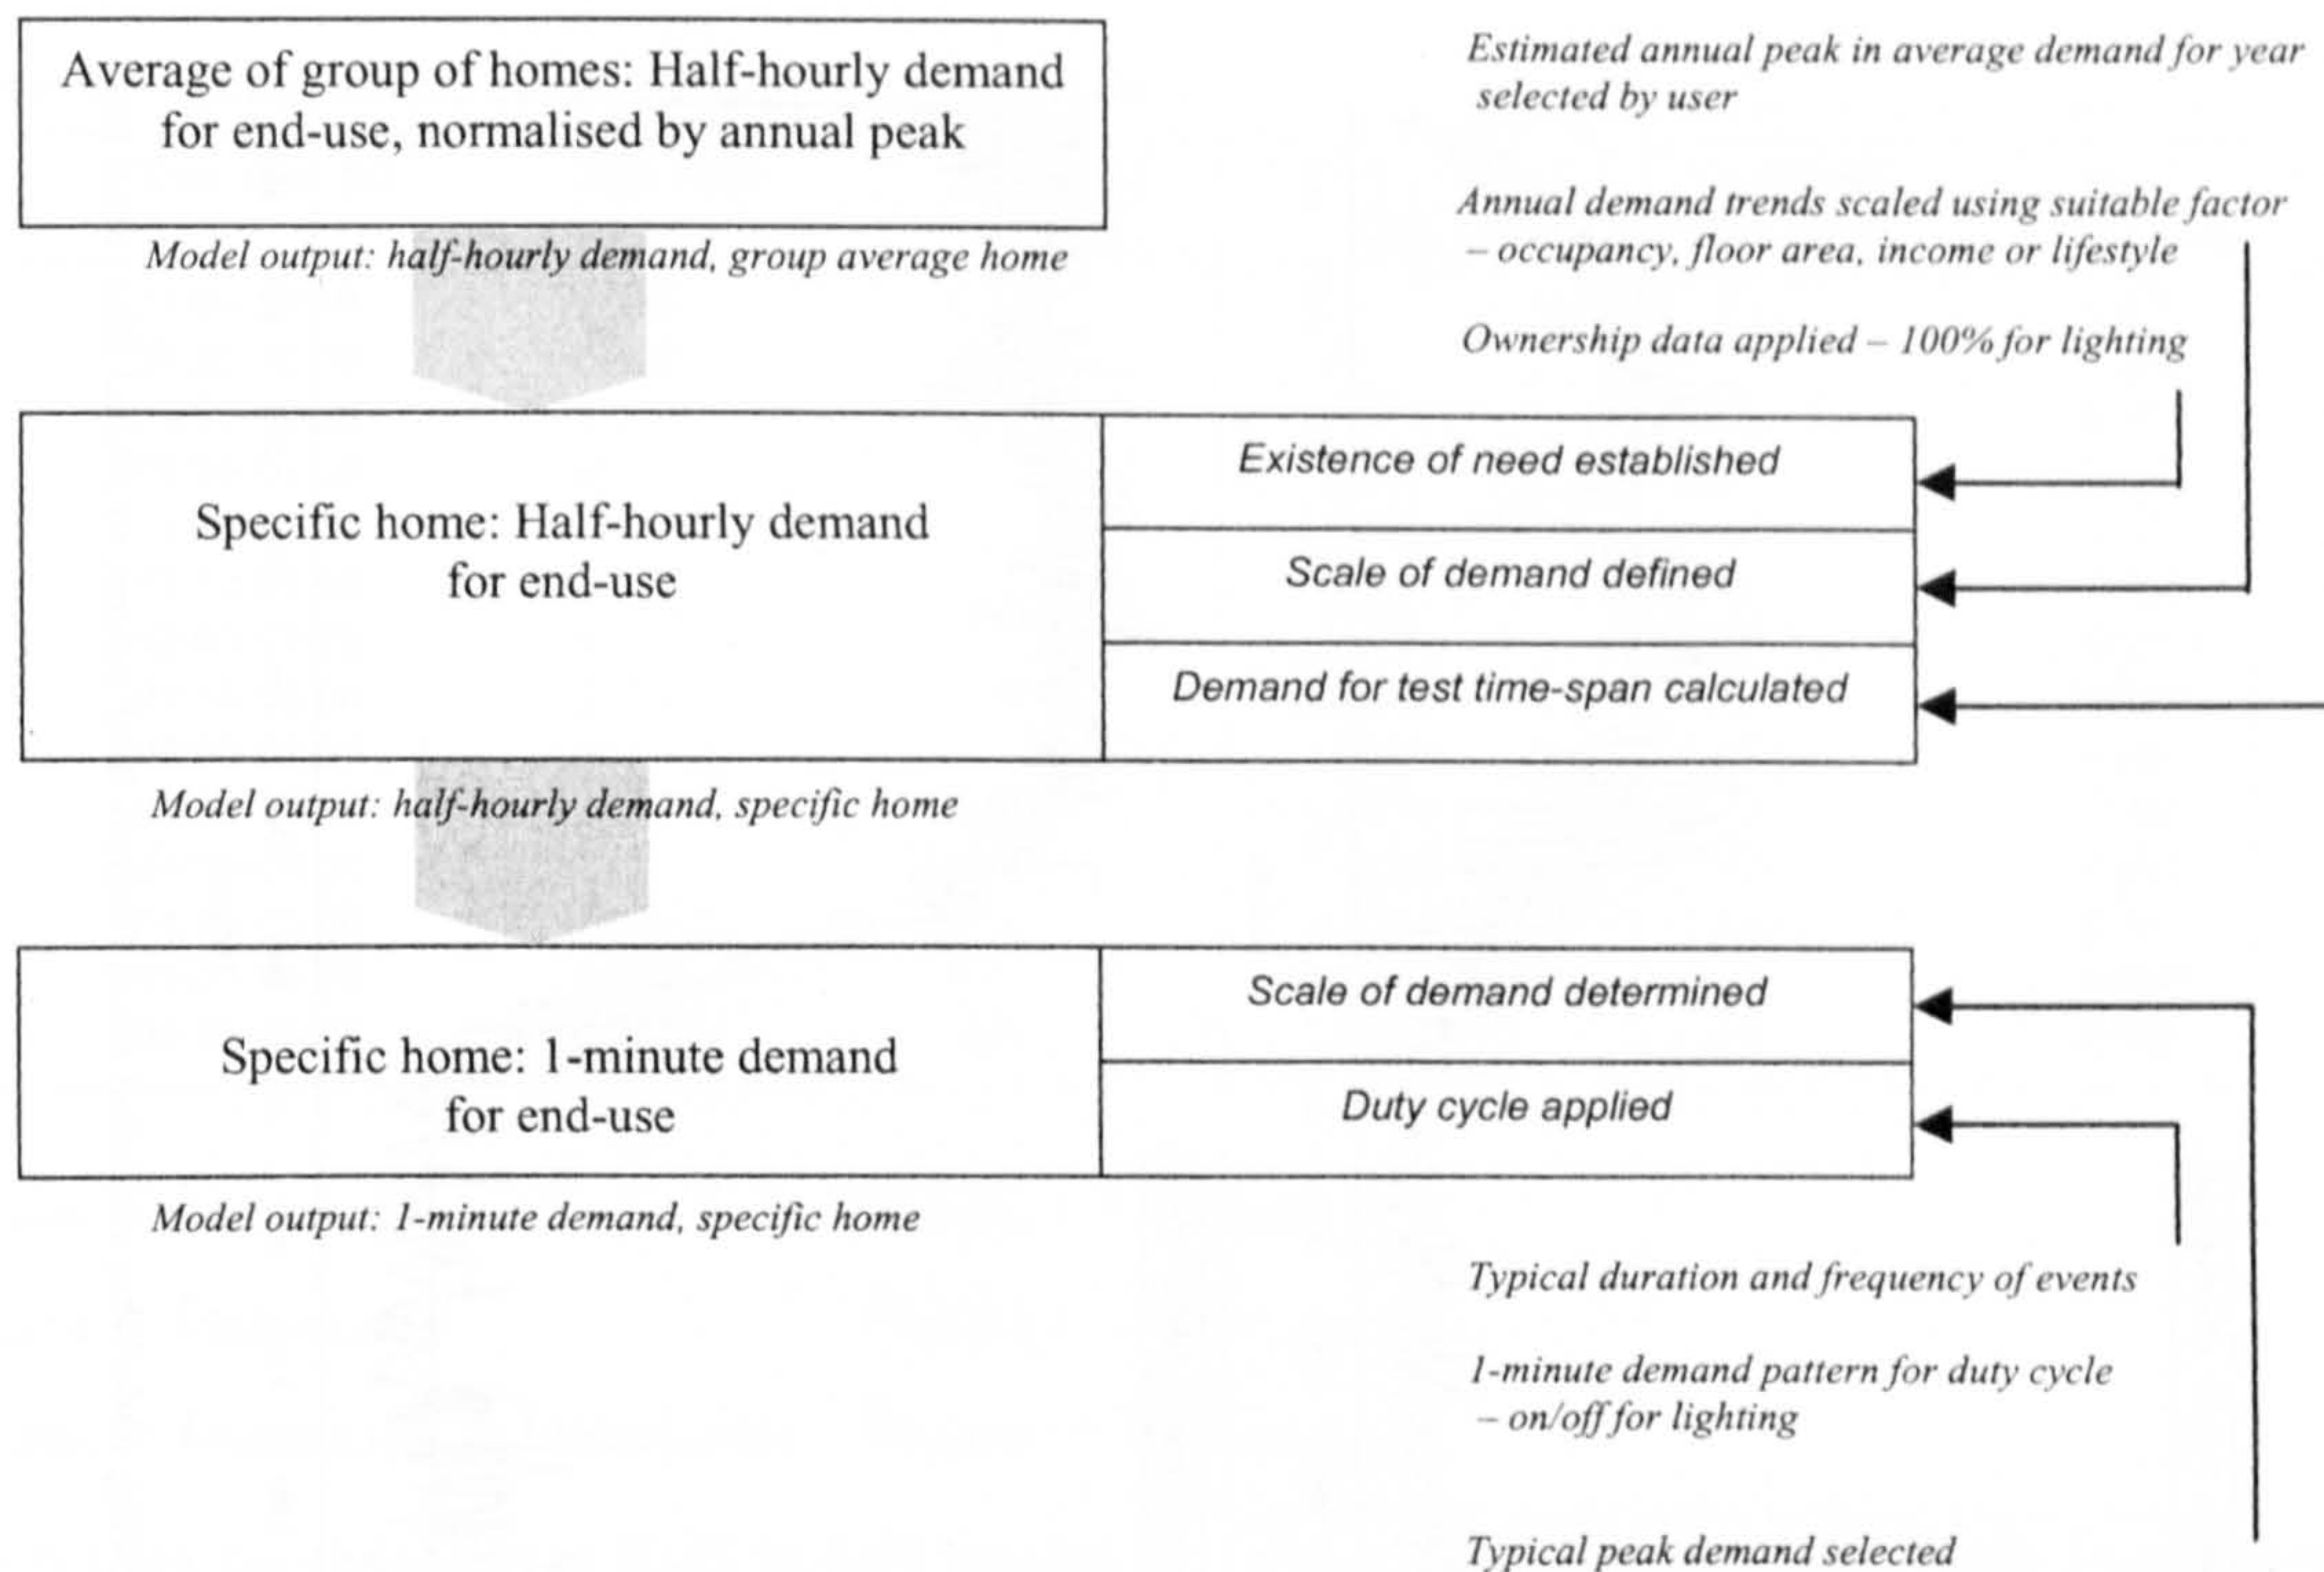 Average of group of homes: Half-hourly demand
for end-use, normalised by annual peak
Model output: half-hourly demand, group average home
Estimated annual peak in average demand for year
selected by user
Annual demand trends scaled using suitable factor
– occupancy, floor area, income or lifestyle
Ownership data applied – 100% for lighting
Specific home: Half-hourly demand
for end-use
Existence of need established
Scale of demand defined
Demand for test time-span calculated
Model output: half-hourly demand, specific home
Specific home: 1-minute demand
for end-use
Scale of demand determined
Duty cycle applied
Model output: 1-minute demand, specific home
Typical duration and frequency of events
1-minute demand pattern for duty cycle
– on/off for lighting
Typical peak demand selected